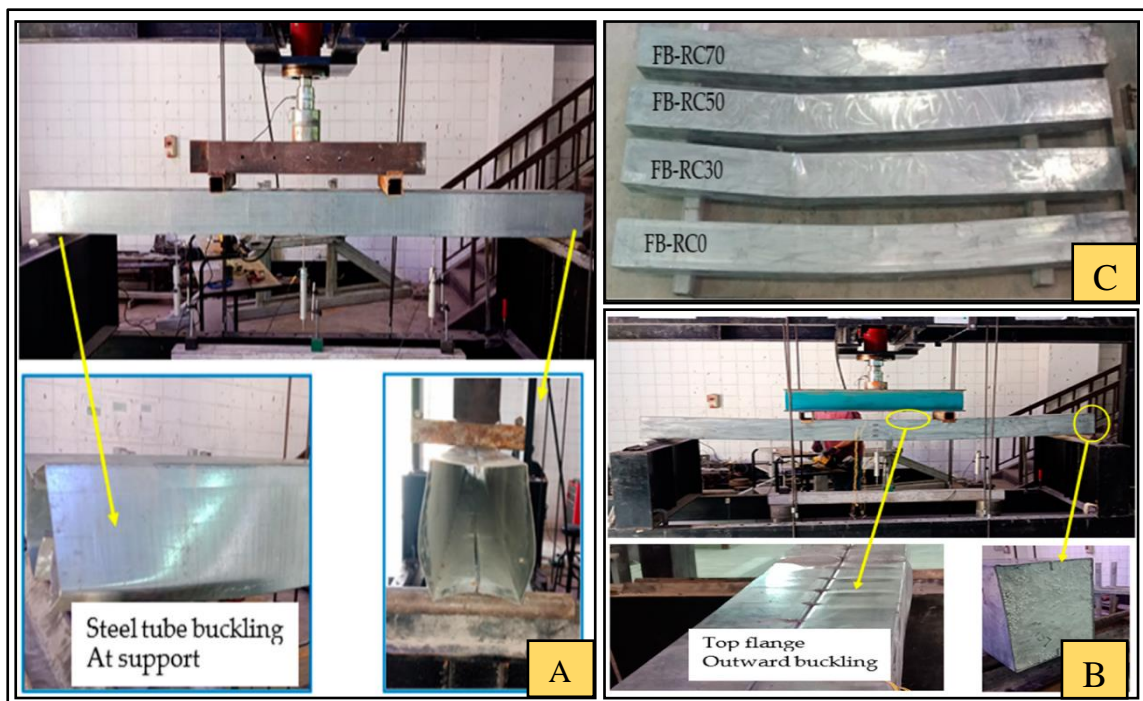 Steel tube buckling
At support
A
FB-RC70
FB-RC50
FB-RC30
FB-RC0
C
Top flange
Outward buckling
B